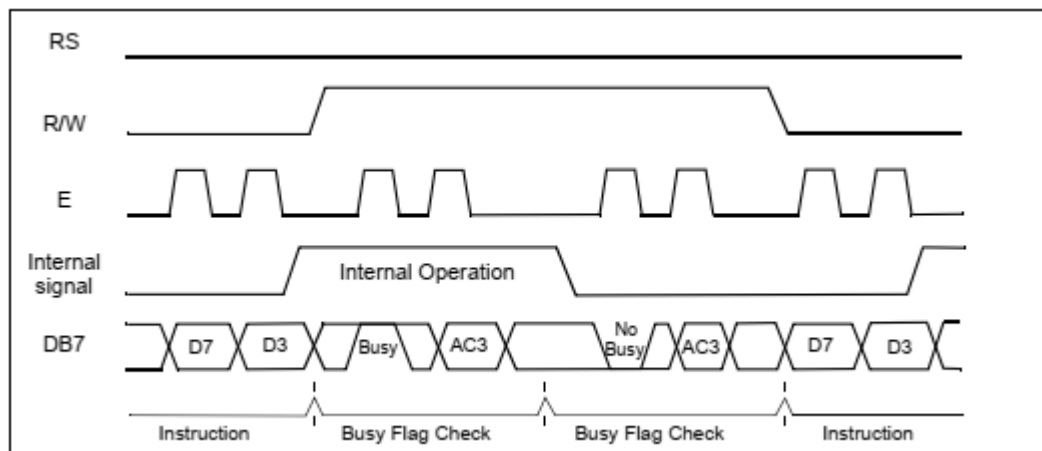 RS
R/W
E
Internal
signal
Internal Operation
DB7
D7
D3
Busy
AC3
No
Busy
AC3
D7
D3
Instruction
Busy Flag Check
Busy Flag Check
Instruction